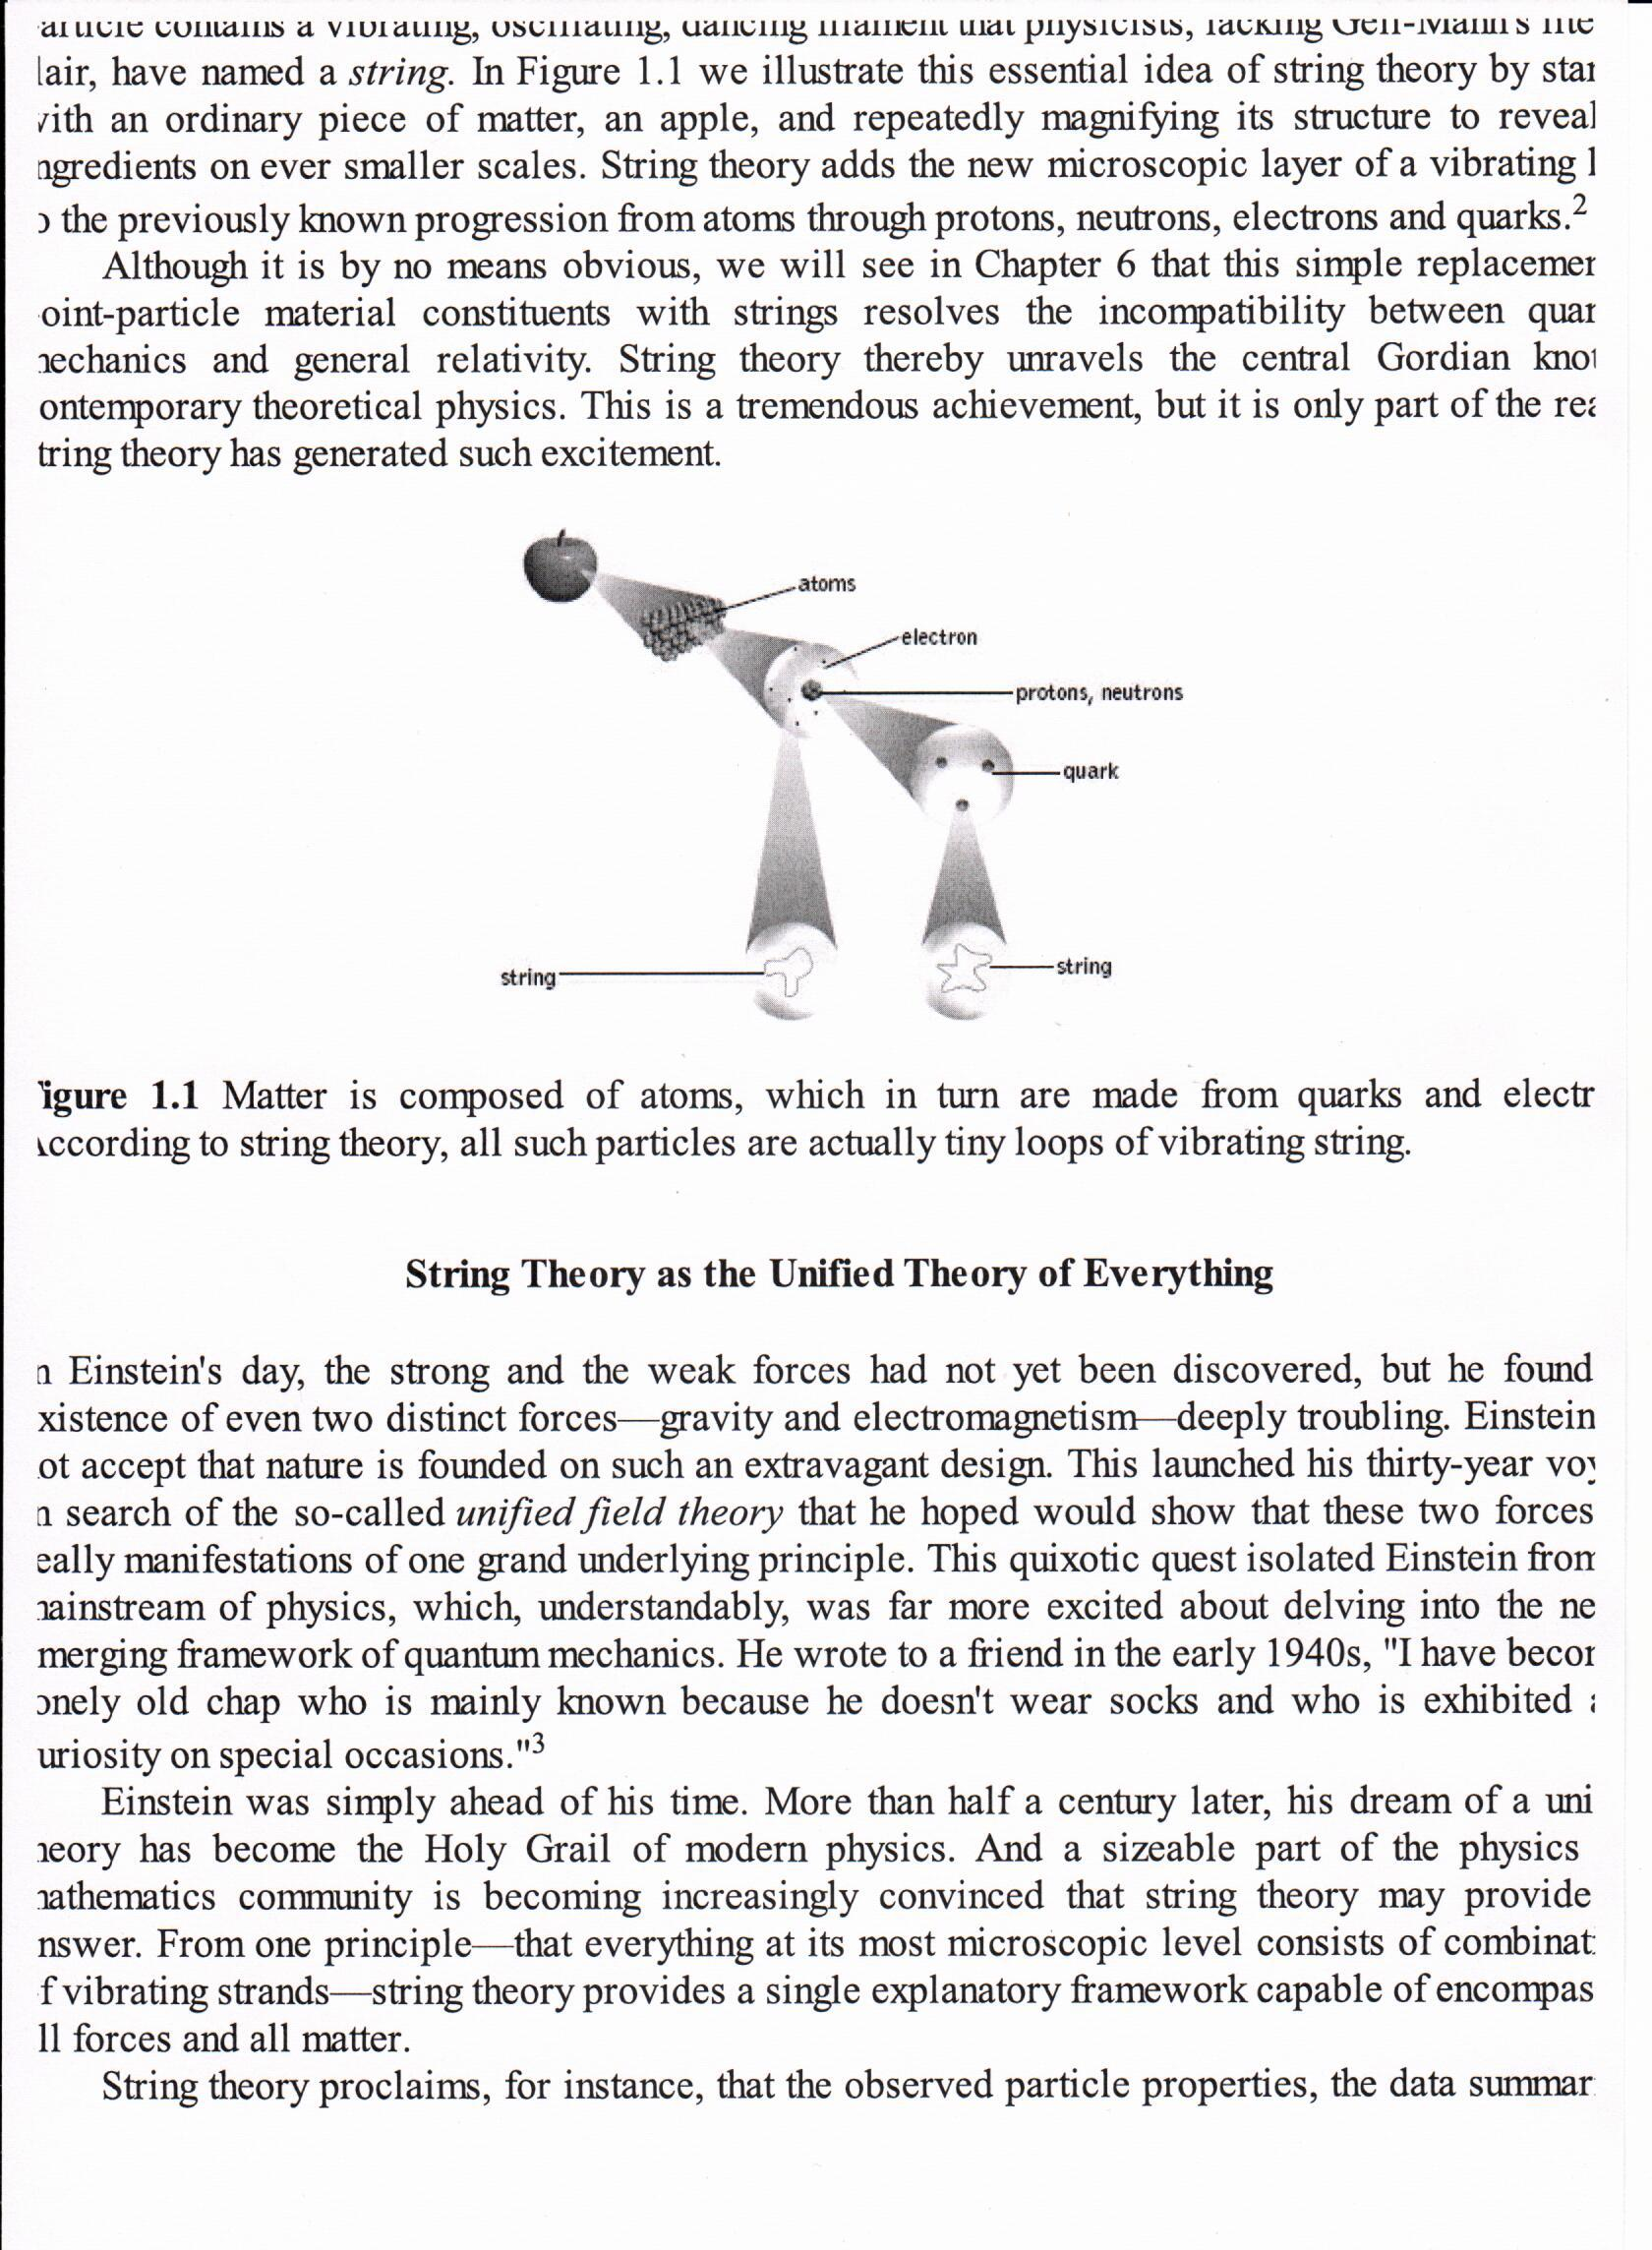 contains a vibrating, oscillating, dancing filament that physicists, lacking Gell-Mann's
lair, have named a string. In Figure 1.1 we illustrate this essential idea of string theory by
with an ordinary piece of matter, an apple, and repeatedly magnifying its structure to reveal
ngredients on ever smaller scales. String theory adds the new microscopic layer of a vibrating l
the previously known progression from atoms through protons, neutrons, electrons and quarks.2
Although it is by no means obvious, we will see in Chapter 6 that this simple replacemen
oint-particle material constituents with strings resolves the incompatibility between quan
echanics and general relativity. String theory thereby unravels the central Gordian knot
ontemporary theoretical physics. This is a tremendous achievement, but it is only part of the rea
tring theory has generated such excitement.
atoms
electron
protons, neutrons
quark
string
string
igure 1.1 Matter is composed of atoms, which in turn are made from quarks and electr
ccording to string theory, all such particles are actually tiny loops of vibrating string.
String Theory as the Unified Theory of Everything
n Einstein's day, the strong and the weak forces had not yet been discovered, but he found
xistence of even two distinct forces—gravity and electromagnetism—deeply troubling. Einstein
ot accept that nature is founded on such an extravagant design. This launched his thirty-year voy
n search of the so-called unified field theory that he hoped would show that these two forces
eally manifestations of one grand underlying principle. This quixotic quest isolated Einstein from
ainstream of physics, which, understandably, was far more excited about delving into the ne
merging framework of quantum mechanics. He wrote to a friend in the early 1940s, "I have becom
onely old chap who is mainly known because he doesn't wear socks and who is exhibited a
uriosity on special occasions."3
Einstein was simply ahead of his time. More than half a century later, his dream of a uni
heory has become the Holy Grail of modern physics. And a sizeable part of the physics
mathematics community is becoming increasingly convinced that string theory may provide
nswer. From one principle—that everything at its most microscopic level consists of combinat
f vibrating strands—string theory provides a single explanatory framework capable of encompas
ll forces and all matter.
String theory proclaims, for instance, that the observed particle properties, the data summar